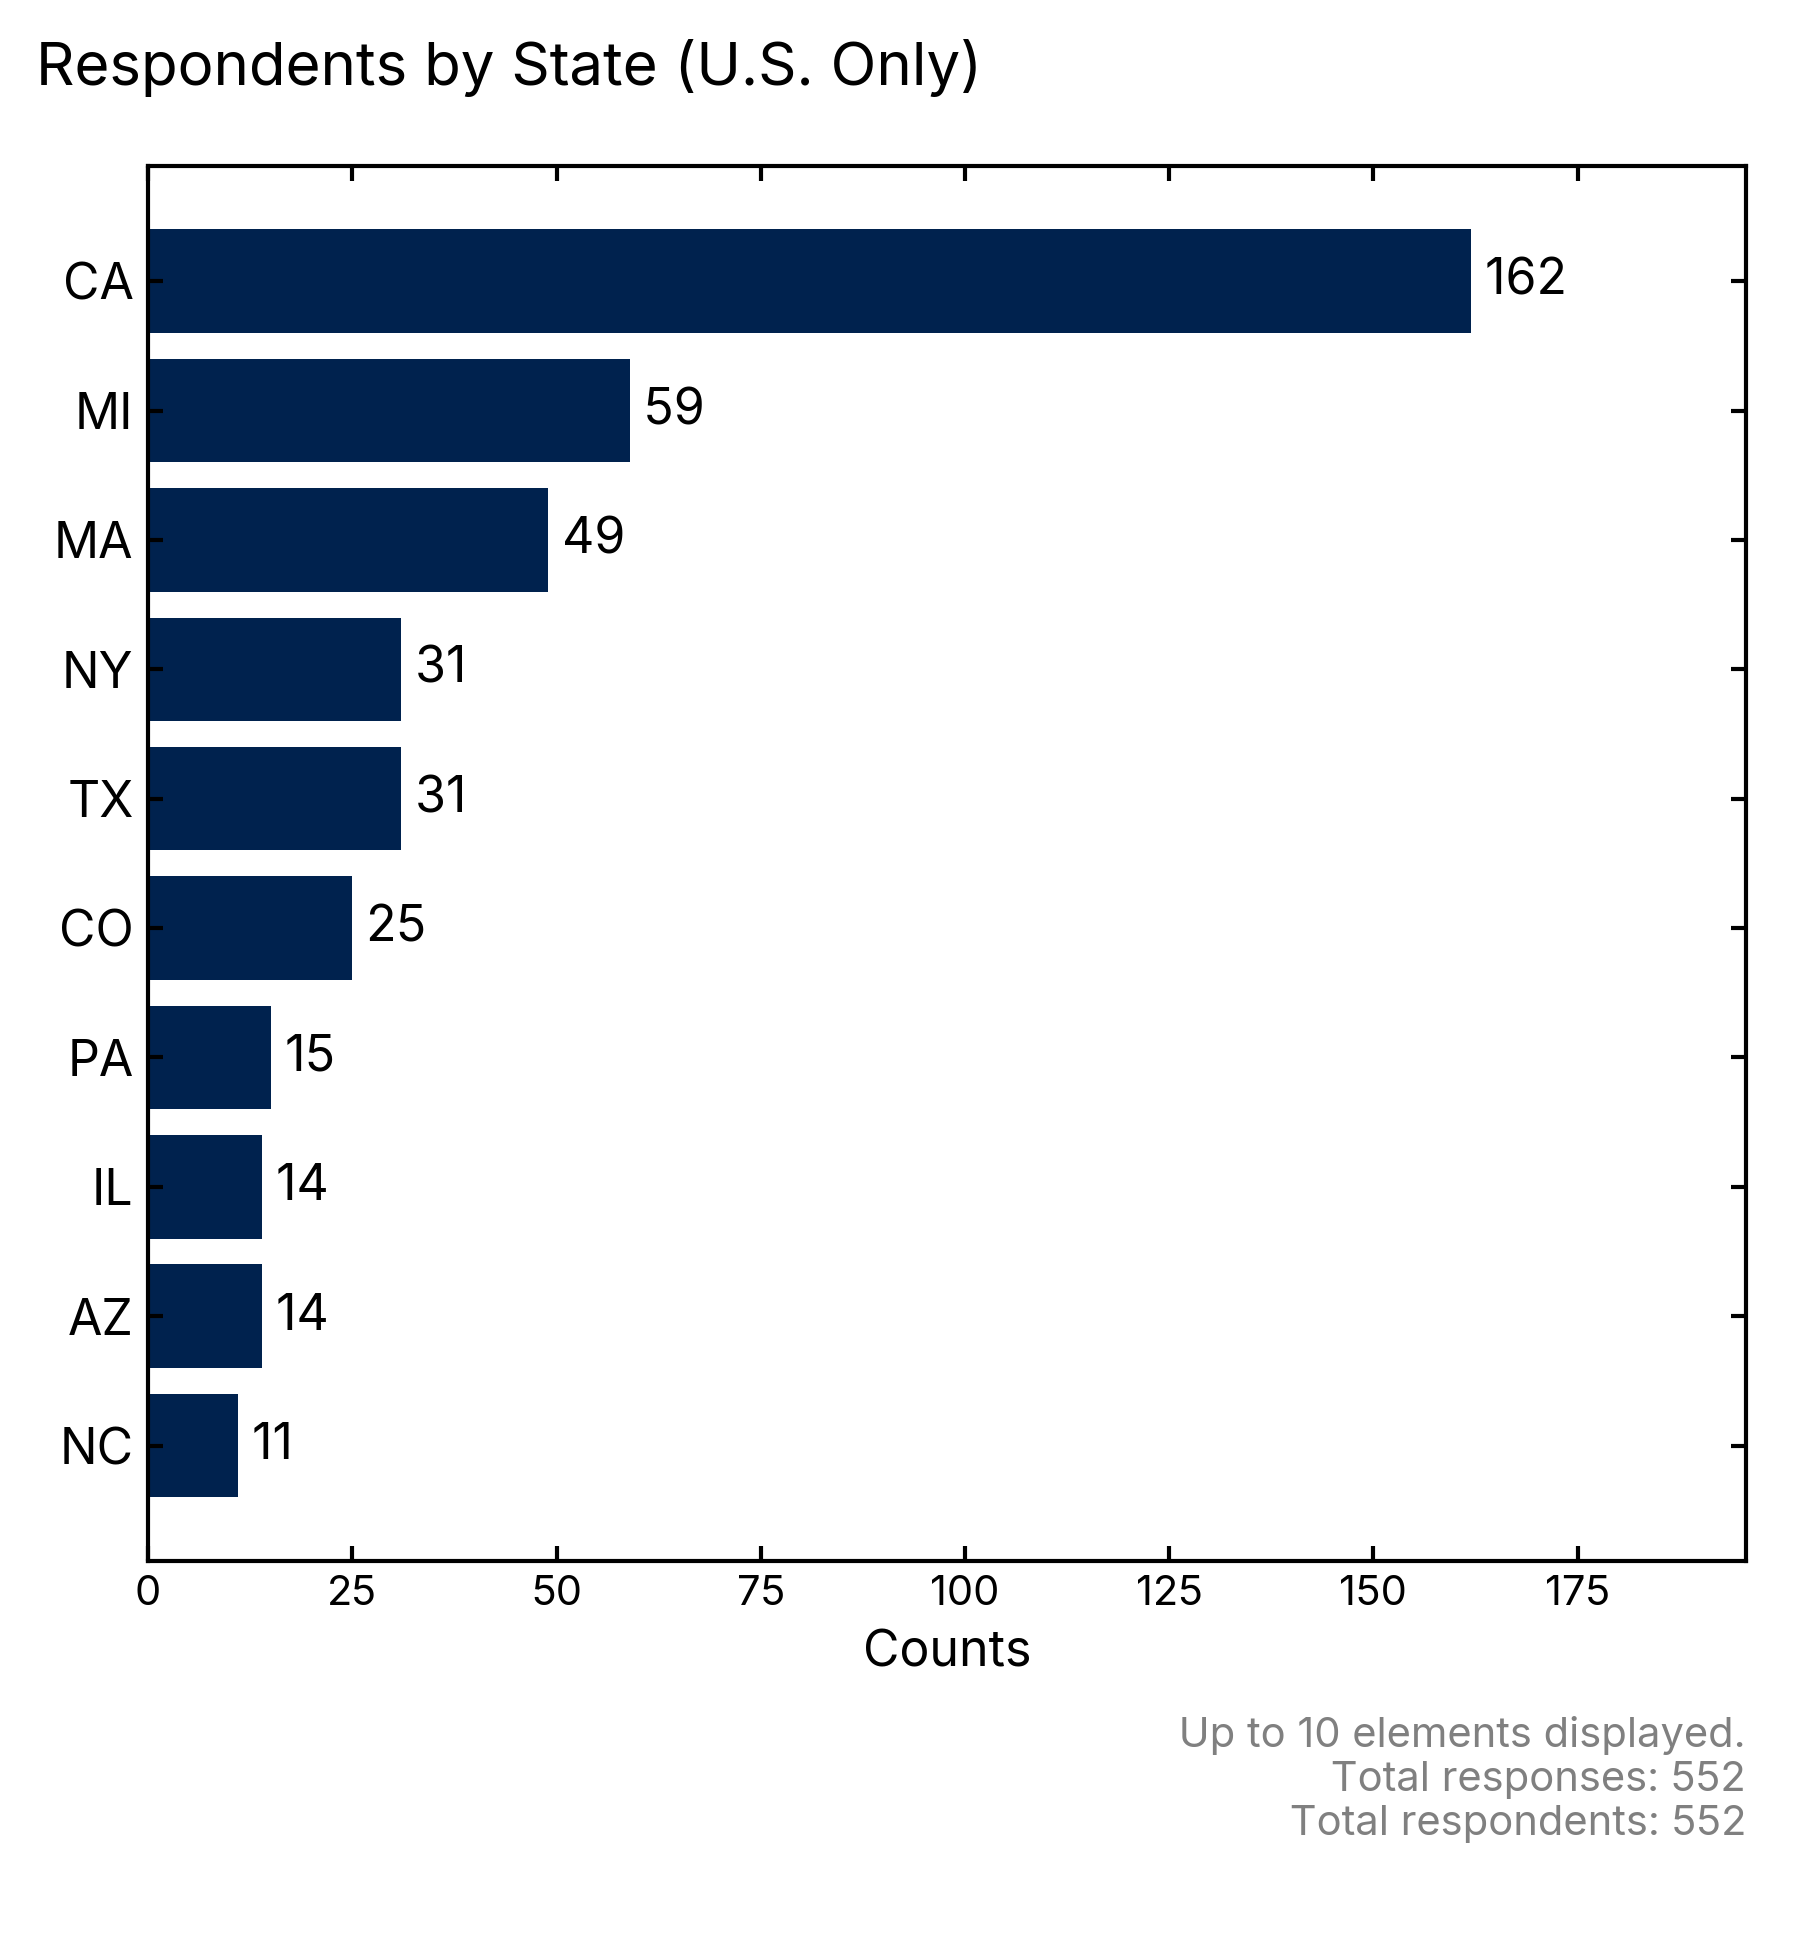 Respondents by State (U.S. Only)
CA 162
MI 59
MA 49
NY 31
TX 31
CO 25
PA 15
IL 14
AZ 14
NC 11
0 25 50 75 100 125 150 175
Counts
Up to 10 elements displayed.
Total responses: 552
Total respondents: 552